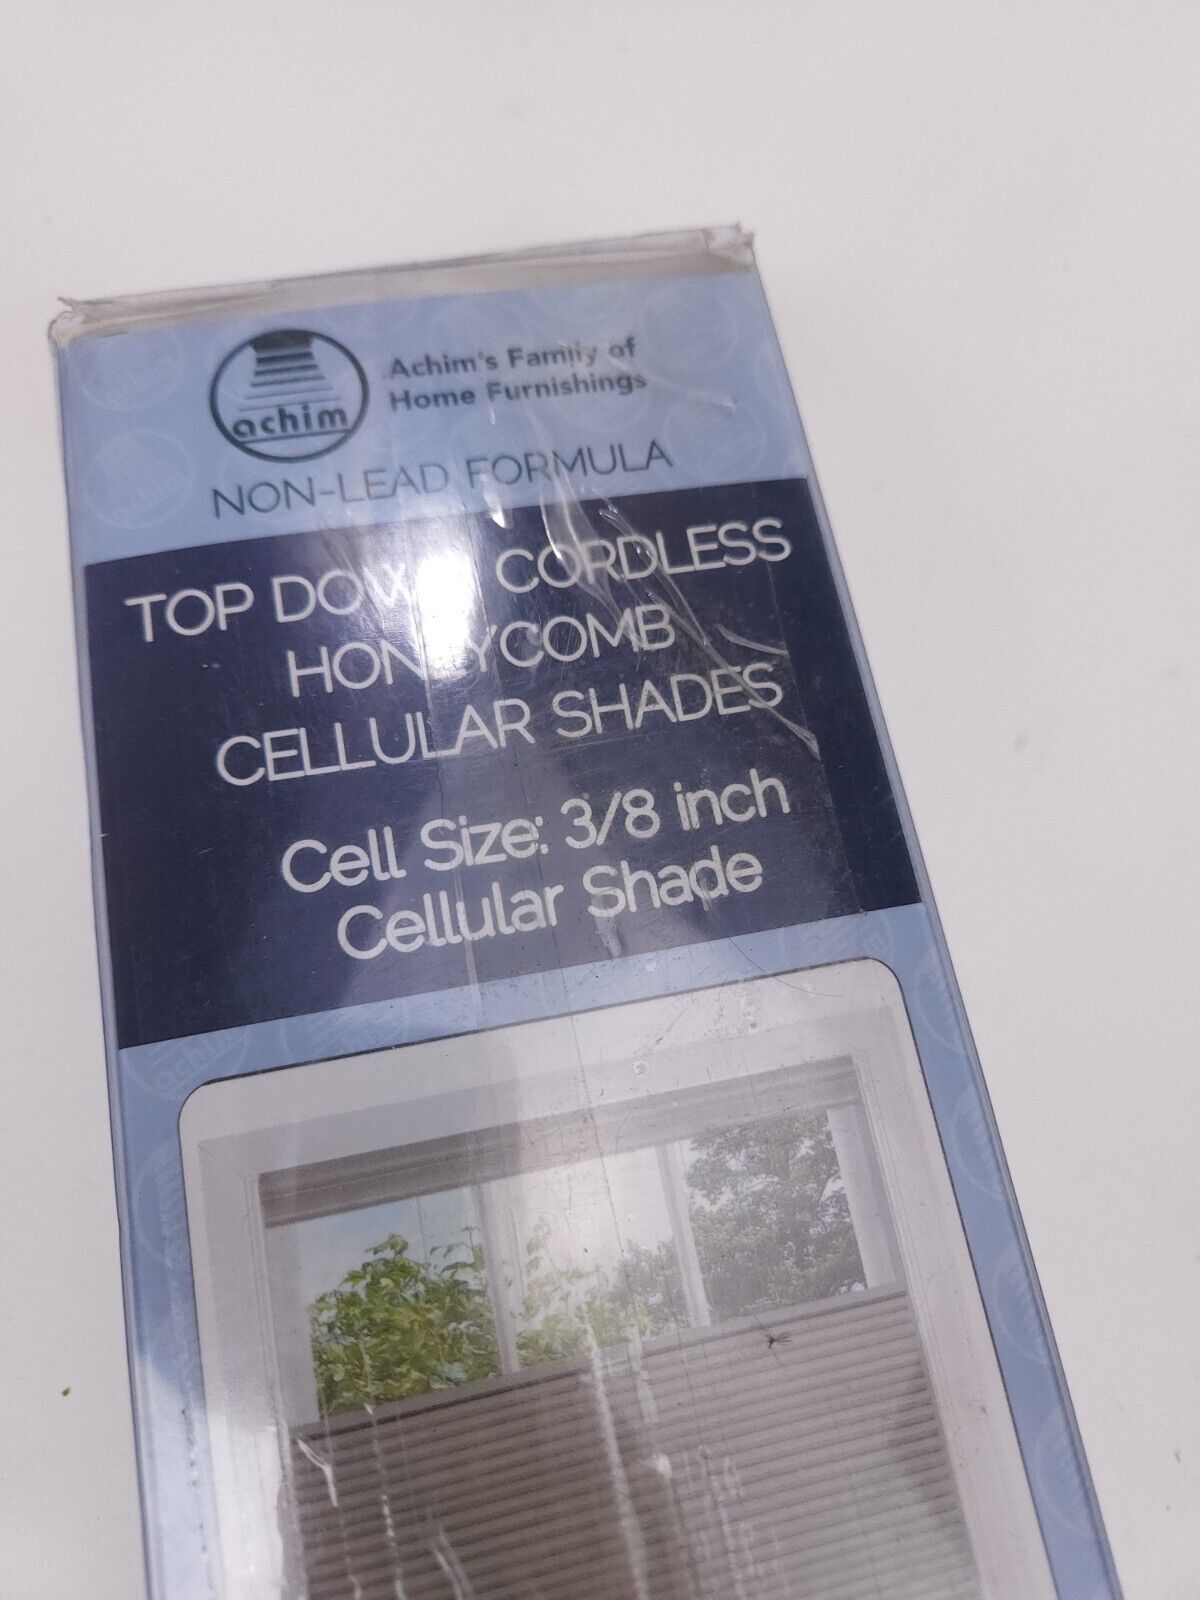 achim
Achim's Family of
Home Furnishings
NON-LEAD FORMULA
TOP DOWN CORDLESS
HONEYCOMB
CELLULAR SHADES
Cell Size: 3/8 inch
Cellular Shade